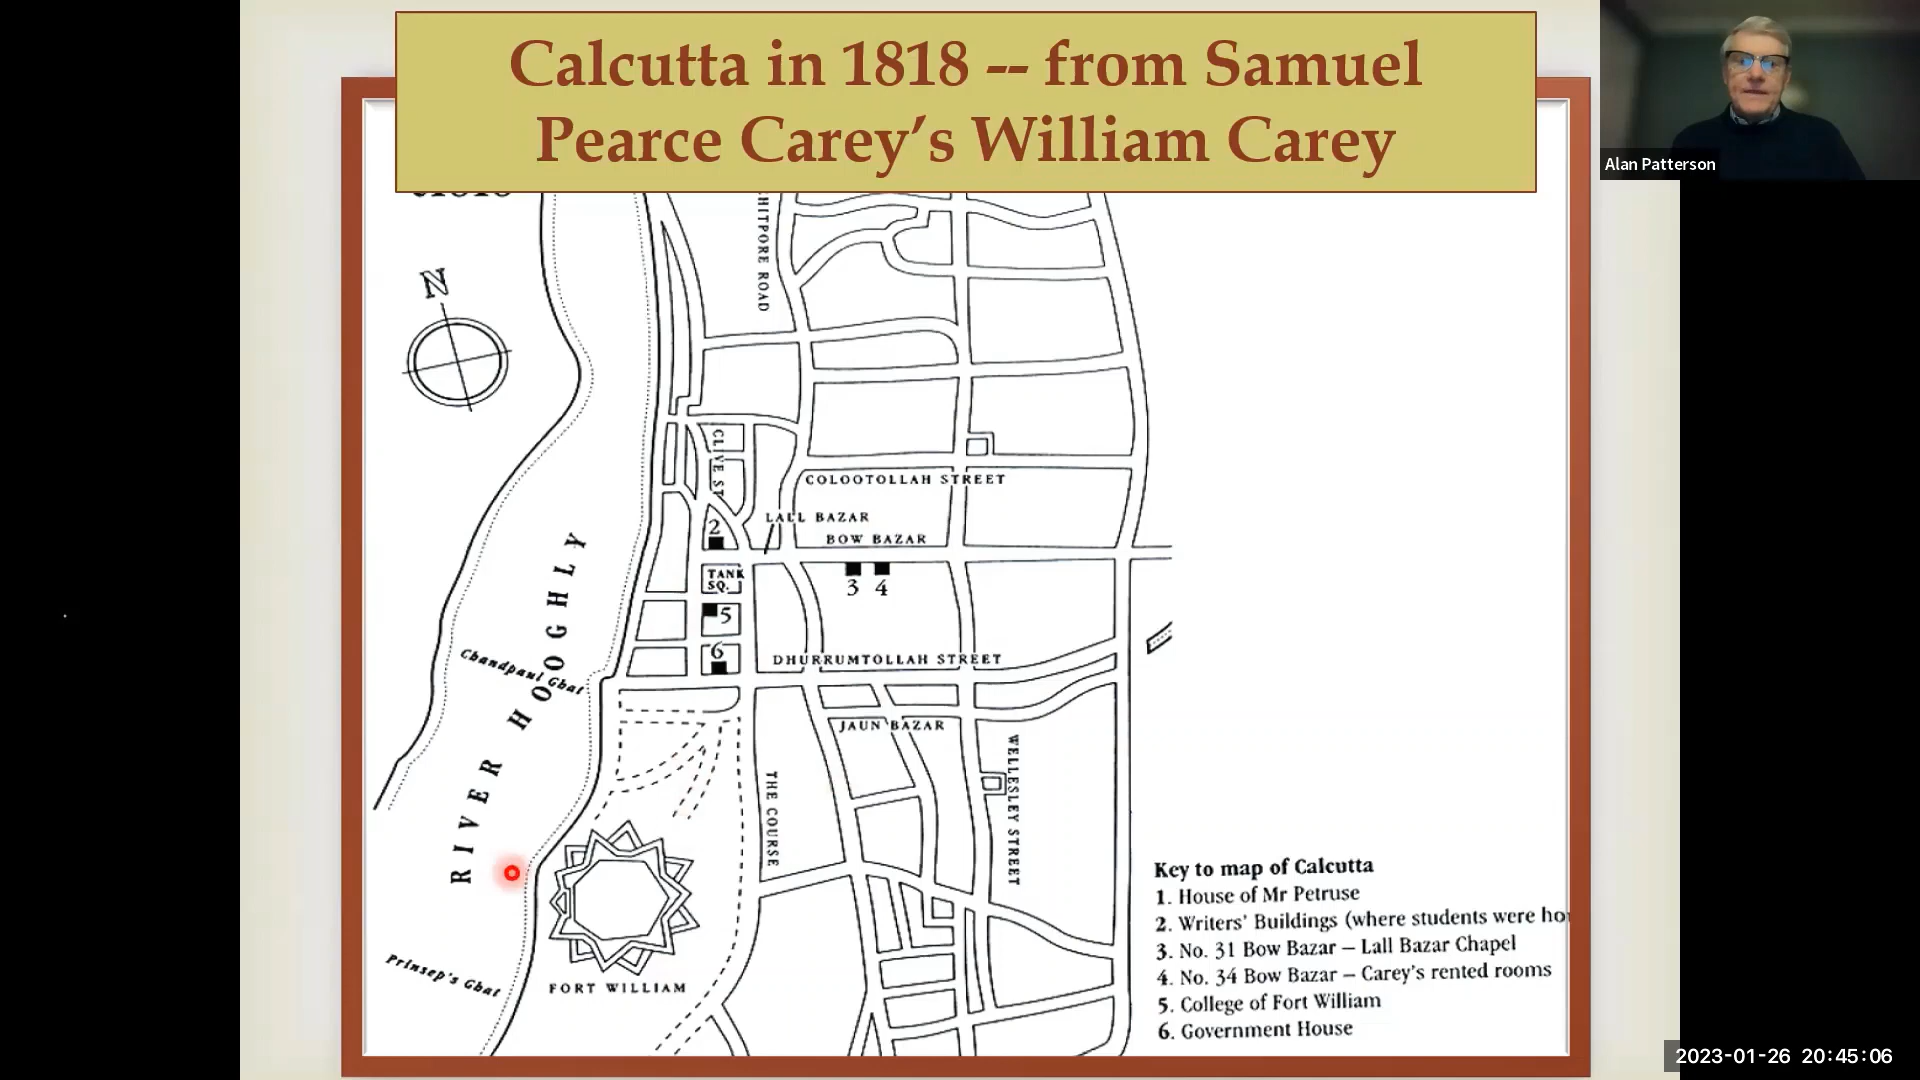 Calcutta in 1818 -- from Samuel
Pearce Carey’s William Carey
Alan Patterson
HITPORE ROAD
N
CLIVE ST
COLOOTOLLAH STREET
LALL BAZAR
2
BOW BAZAR
TANK
SQ.
3 4
5
6
DHURRUMTOLLAH STREET
Chandpaul Ghat
RIVER HOOGHLY
JAUN BAZAR
WELLESLEY STREET
THE COURSE
Prinsep's Ghat
FORT WILLIAM
Key to map of Calcutta
1. House of Mr Petruse
2. Writers' Buildings (where students were hou
3. No. 31 Bow Bazar – Lall Bazar Chapel
4. No. 34 Bow Bazar – Carey's rented rooms
5. College of Fort William
6. Government House
2023-01-26 20:45:06